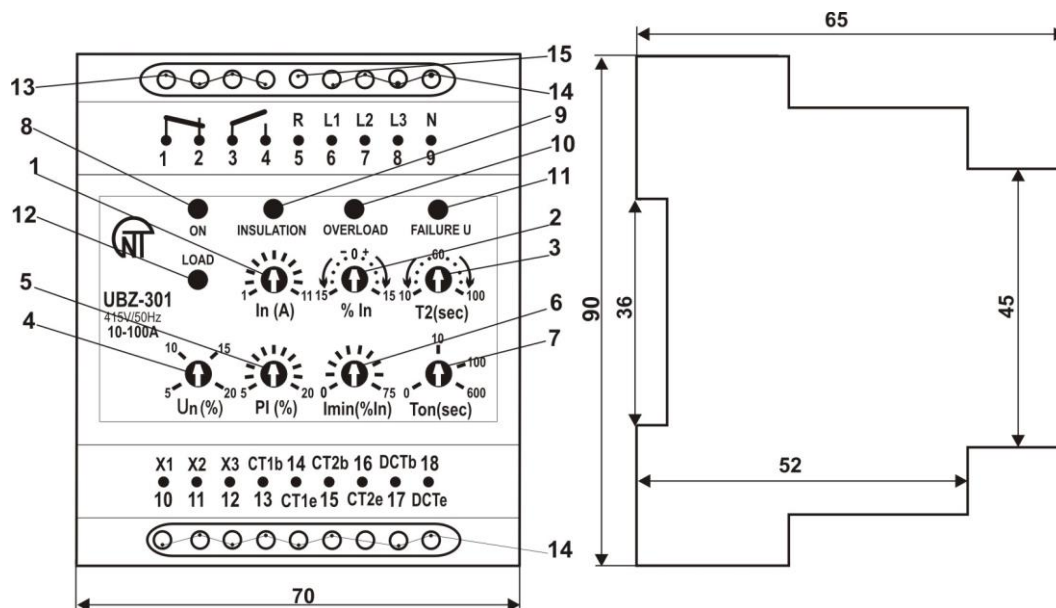 65
13 15
14
8 9
R L1 L2 L3 N
1 2 3 4 5 6 7 8 9
10
1
11
12
ON INSULATION OVERLOAD FAILURE U
2
NT
LOAD
- 0 + 60
3
5
1 11 15 15 10 100
In (A) % In T2(sec)
UBZ-301
415V/50Hz
10-100A
6
4
7
10 15 10
100
5 20 5 20 0 75 0 600
Un(%) PI (%) Imin(%In) Ton(sec)
90
36
45
52
X1 X2 X3 CT1b 14 CT2b 16 DCTb 18
10 11 12 13 CT1e 15 CT2e 17 DCTe
14
70